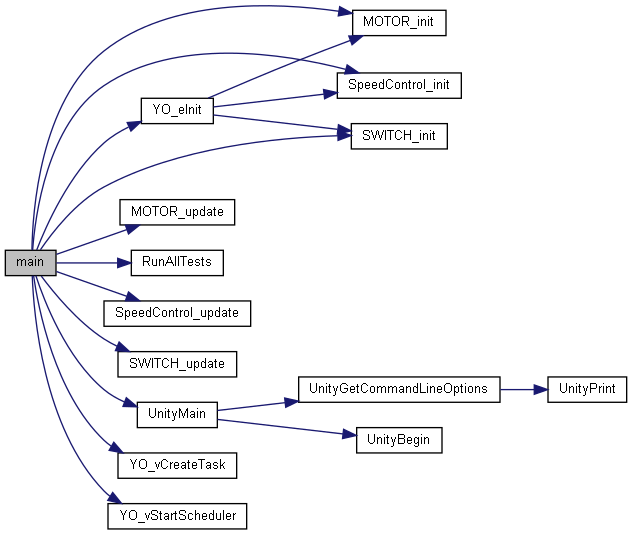 MOTOR_init
SpeedControl_init
YO_eInit
SWITCH_init
MOTOR_update
main
RunAllTests
SpeedControl_update
SWITCH_update
UnityGetCommandLineOptions
UnityPrint
UnityMain
UnityBegin
YO_vCreateTask
YO_vStartScheduler